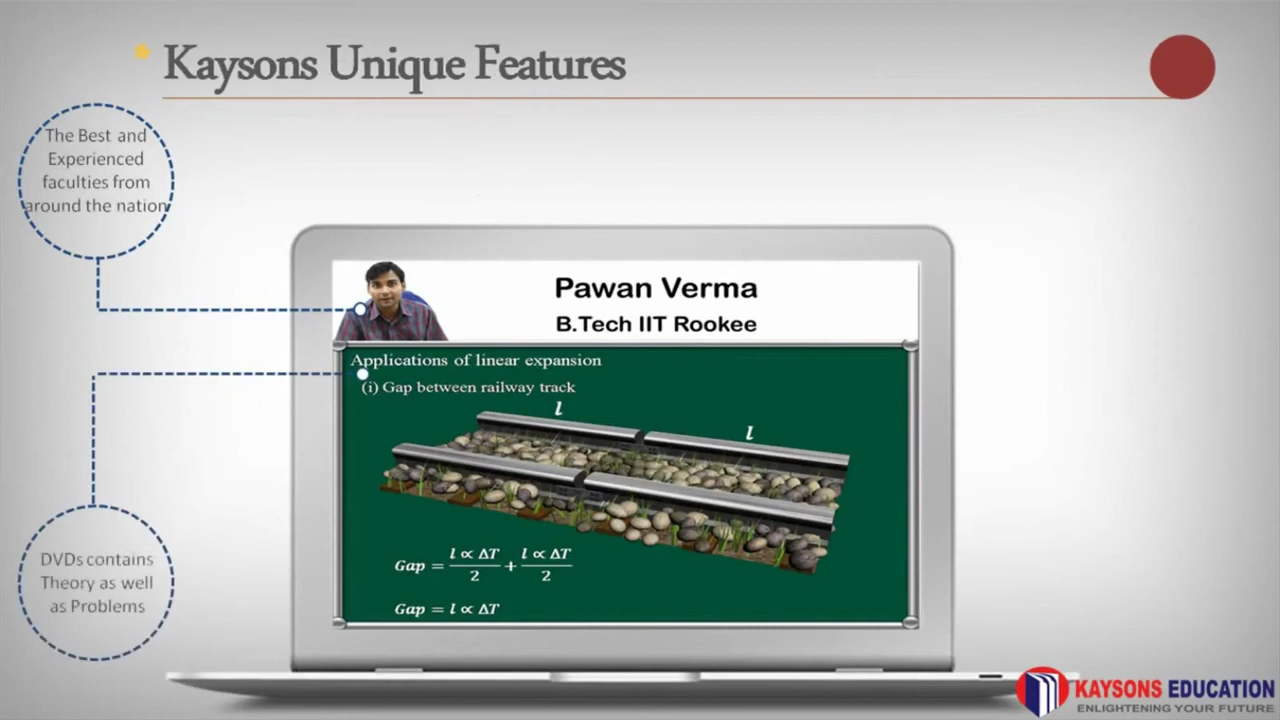 Kaysons Unique Features
The Best and
Experienced
faculties from
around the nation
Pawan Verma
B.Tech IIT Rookee
Applications of linear expansion
(i) Gap between railway track
l
l
Gap = l ∝ ΔT / 2 + l ∝ ΔT / 2
Gap = l ∝ ΔT
DVDs contains
Theory as well
as Problems
KAYSONS EDUCATION
ENLIGHTENING YOUR FUTURE